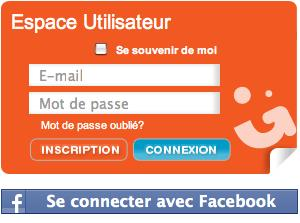 Espace Utilisateur
Se souvenir de moi
E-mail
Mot de passe
Mot de passe oublié?
INSCRIPTION CONNEXION
f Se connecter avec Facebook